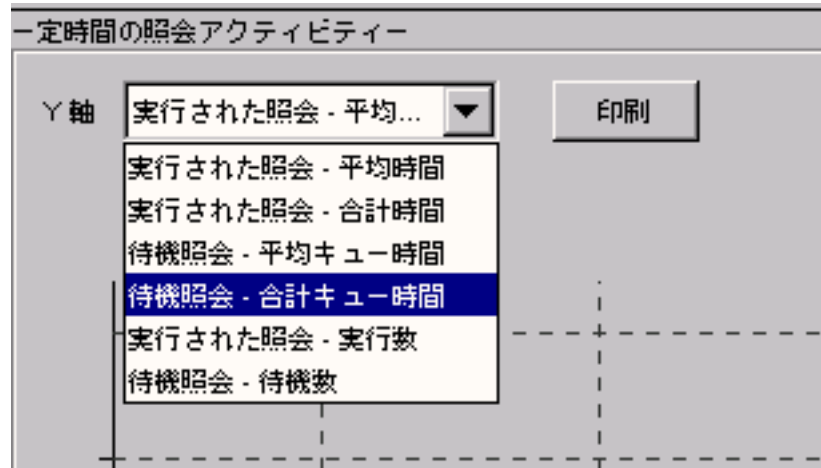 一定時間の照会アクティビティー
Y 軸 実行された照会 - 平均... 印刷
実行された照会 - 平均時間
実行された照会 - 合計時間
待機照会 - 平均キュー時間
待機照会 - 合計キュー時間
実行された照会 - 実行数
待機照会 - 待機数